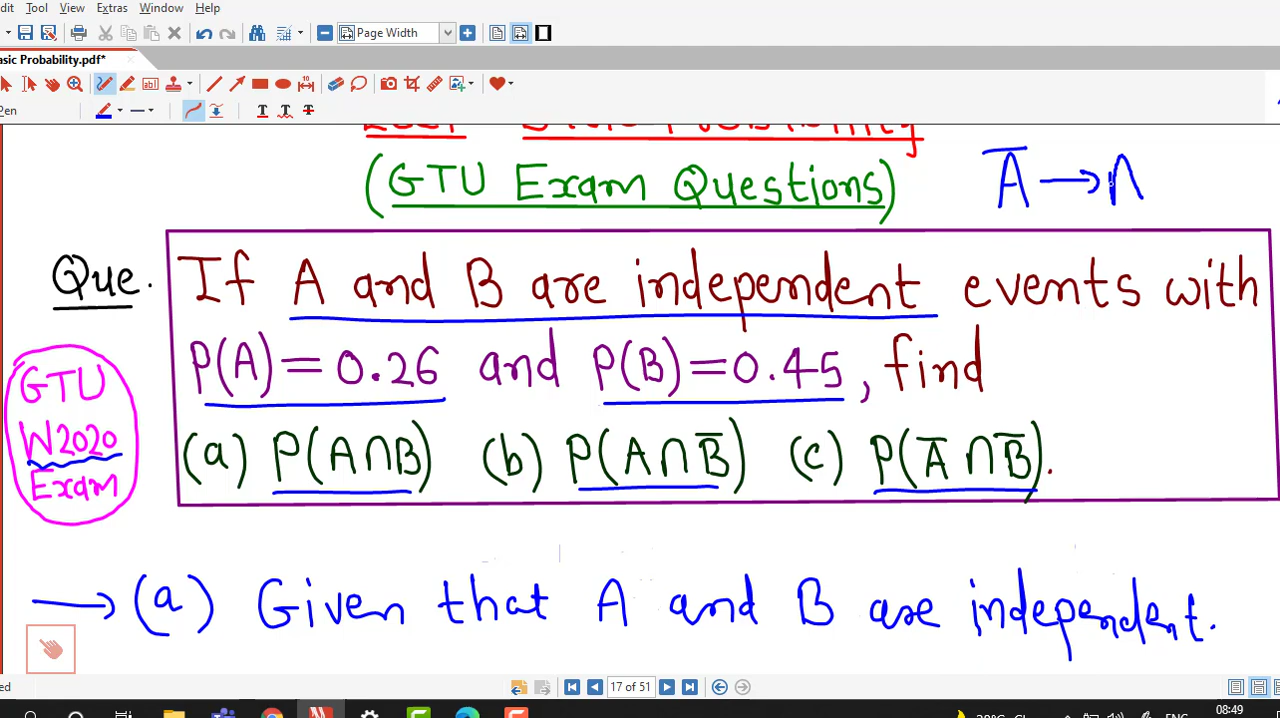 dit Tool View Extras Window Help
Page Width
asic Probability.pdf*
Pen
(GTU Exam Questions)
A̅ → n
Que. If A and B are independent events with
P(A) = 0.26 and P(B) = 0.45, find
(a) P(A∩B) (b) P(A∩B̅) (c) P(A̅∩B̅).
GTU
W2020
Exam
→ (a) Given that A and B are independent.
17 of 51
08:49
ENG